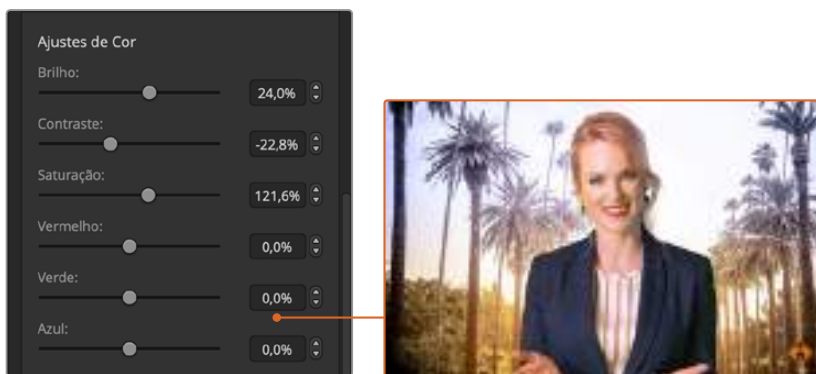 Ajustes de Cor
Brilho:
24,0%
Contraste:
-22,8%
Saturação:
121,6%
Vermelho:
0,0%
Verde:
0,0%
Azul:
0,0%